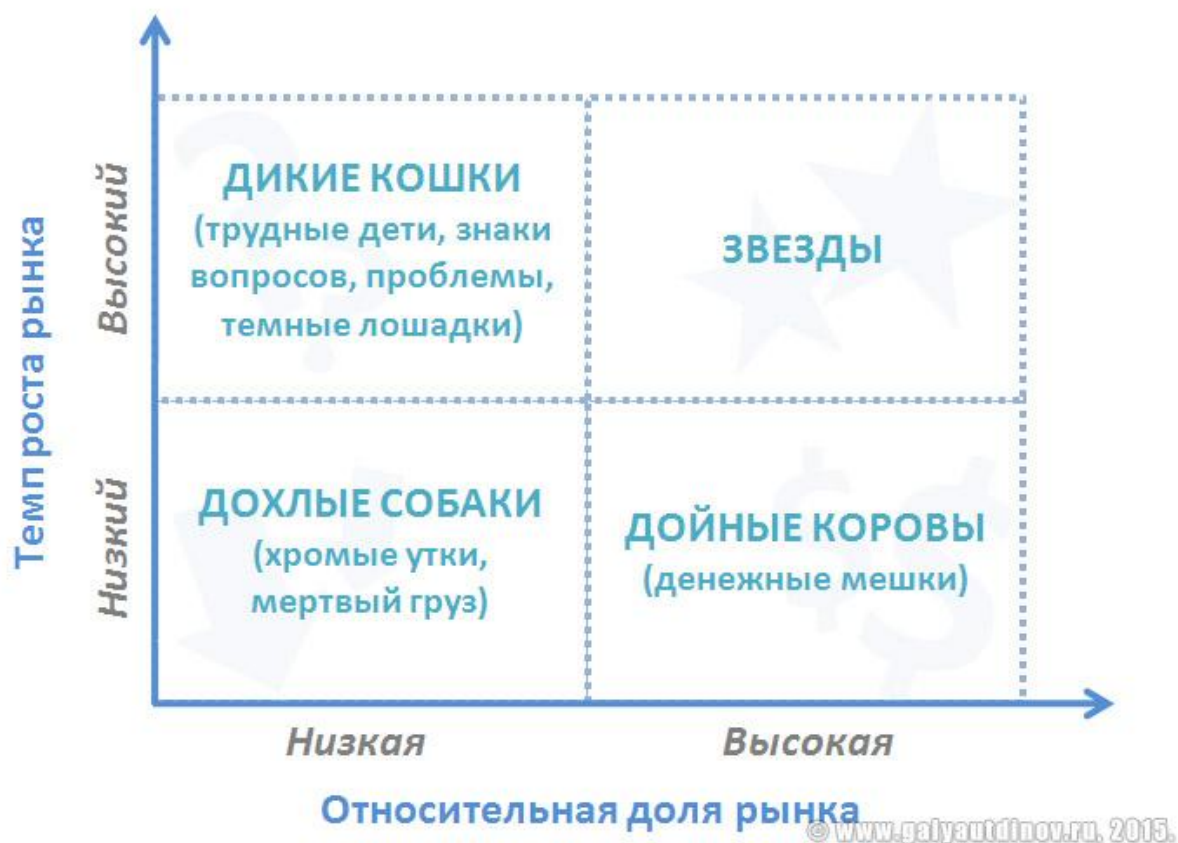 Темп роста рынка
Высокий
Низкий
ДИКИЕ КОШКИ
(трудные дети, знаки
вопросов, проблемы,
темные лошадки)
ЗВЕЗДЫ
ДОХЛЫЕ СОБАКИ
(хромые утки,
мертвый груз)
ДОЙНЫЕ КОРОВЫ
(денежные мешки)
Низкая
Высокая
Относительная доля рынка
© www.galyautdinov.ru, 2015.